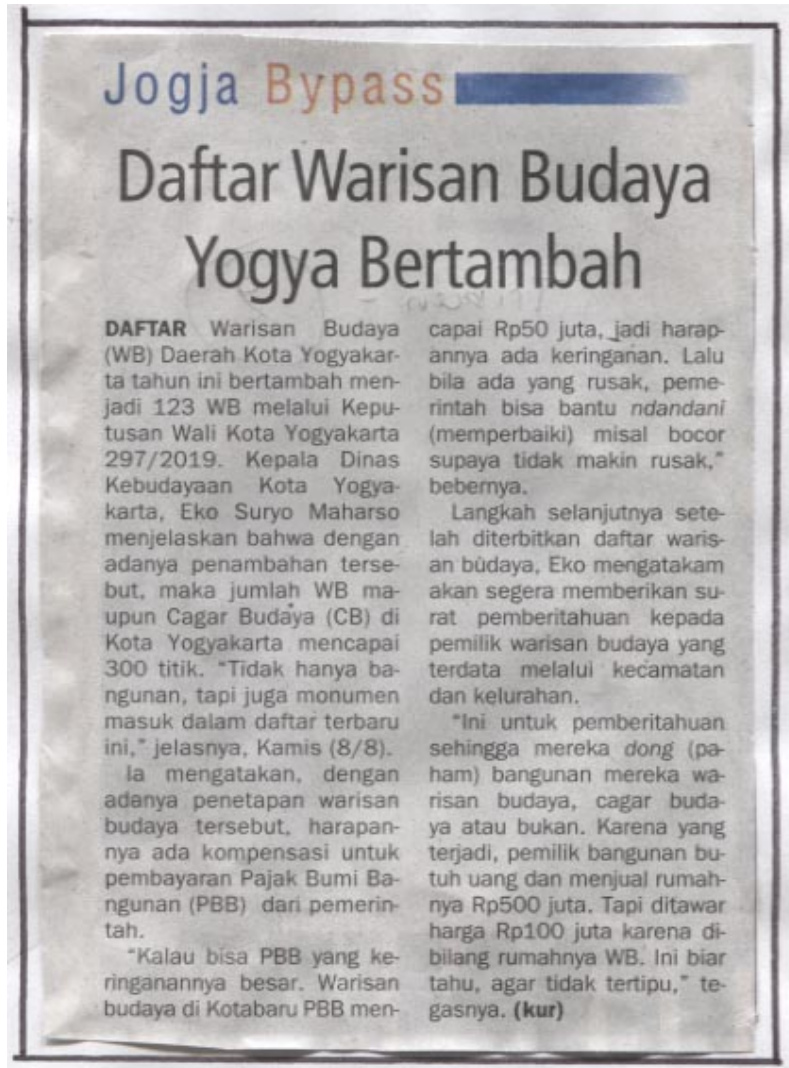 Jogja Bypass
Daftar Warisan Budaya
Yogya Bertambah
DAFTAR Warisan Budaya
(WB) Daerah Kota Yogyakar-
ta tahun ini bertambah men-
jadi 123 WB melalui Kepu-
tusan Wali Kota Yogyakarta
297/2019. Kepala Dinas
Kebudayaan Kota Yogya-
karta, Eko Suryo Maharso
menjelaskan bahwa dengan
adanya penambahan terse-
but, maka jumlah WB ma-
upun Cagar Budaya (CB) di
Kota Yogyakarta mencapai
300 titik. "Tidak hanya ba-
ngunan, tapi juga monumen
masuk dalam daftar terbaru
ini," jelasnya, Kamis (8/8).
Ia mengatakan, dengan
adanya penetapan warisan
budaya tersebut, harapan-
nya ada kompensasi untuk
pembayaran Pajak Bumi Ba-
ngunan (PBB) dari pemerin-
tah.
"Kalau bisa PBB yang ke-
ringanannya besar. Warisan
budaya di Kotabaru PBB men-
capai Rp50 juta, jadi harap-
annya ada keringanan. Lalu
bila ada yang rusak, peme-
rintah bisa bantu ndandani
(memperbaiki) misal bocor
supaya tidak makin rusak,"
bebernya.
Langkah selanjutnya sete-
lah diterbitkan daftar waris-
an budaya, Eko mengatakam
akan segera memberikan su-
rat pemberitahuan kepada
pemilik warisan budaya yang
terdata melalui kecamatan
dan kelurahan.
"Ini untuk pemberitahuan
sehingga mereka dong (pa-
ham) bangunan mereka wa-
risan budaya, cagar buda-
ya atau bukan. Karena yang
terjadi, pemilik bangunan bu-
tuh uang dan menjual rumah-
nya Rp500 juta. Tapi ditawar
harga Rp100 juta karena di-
bilang rumahnya WB. Ini biar
tahu, agar tidak tertipu," te-
gasnya. (kur)